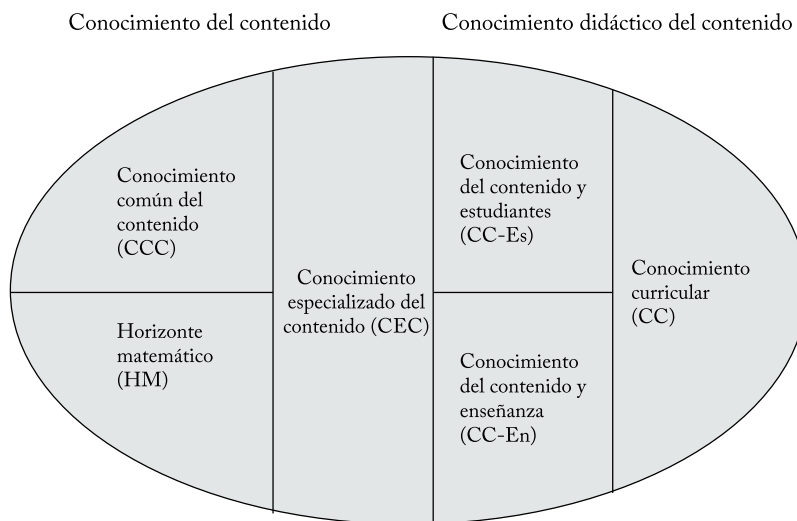 Conocimiento del contenido
Conocimiento didáctico del contenido
Conocimiento
común del
contenido
(CCC)
Horizonte
matemático
(HM)
Conocimiento
especializado del
contenido (CEC)
Conocimiento
del contenido y
estudiantes
(CC-Es)
Conocimiento
del contenido y
enseñanza
(CC-En)
Conocimiento
curricular
(CC)